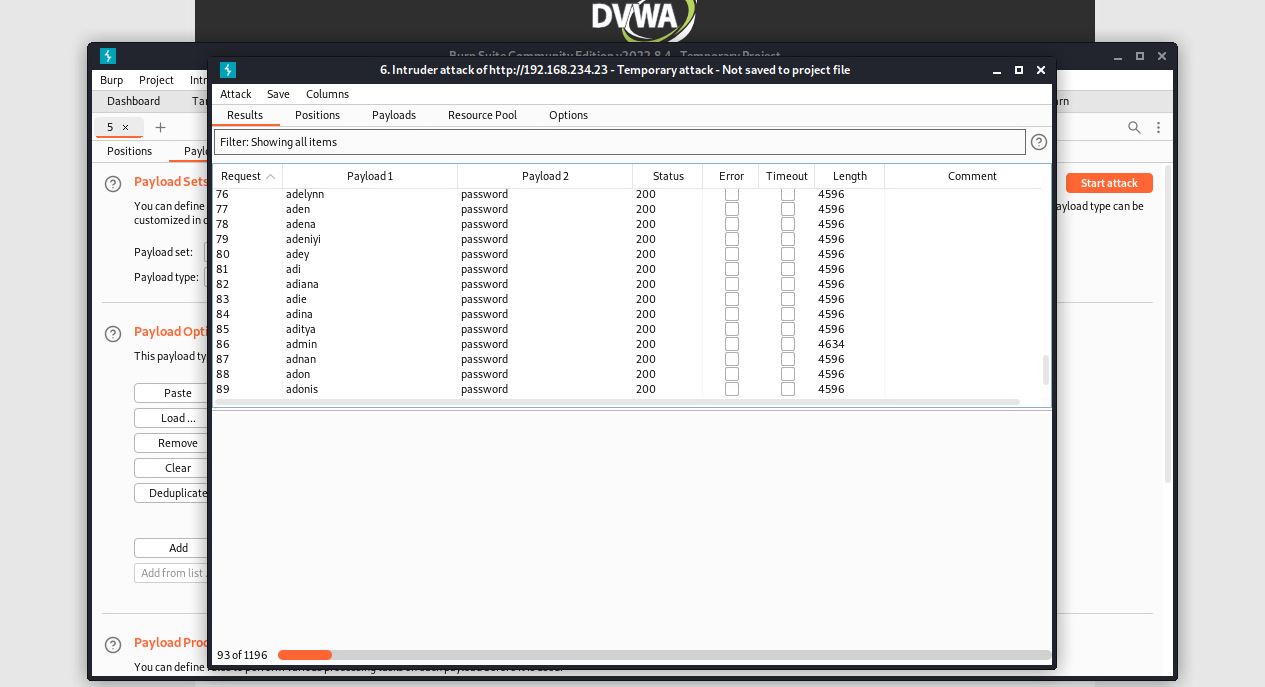 DVWA
Burp Suite Community Edition v2022.8.4 - Temporary Project
6. Intruder attack of http://192.168.234.23 - Temporary attack - Not saved to project file
Burp Project
Attack Save Columns
Dashboard
Results Positions Payloads Resource Pool Options
5 ×
Filter: Showing all items
Positions
Request Payload 1 Payload 2 Status Error Timeout Length Comment
Payload Sets
Start attack
You can define
payload type can be
customized in
Payload set:
Payload type:
76 adelynn password 200 4596
77 aden password 200 4596
78 adena password 200 4596
79 adeniyi password 200 4596
80 adey password 200 4596
81 adi password 200 4596
82 adiana password 200 4596
83 adie password 200 4596
84 adina password 200 4596
85 aditya password 200 4596
86 admin password 200 4634
87 adnan password 200 4596
88 adon password 200 4596
89 adonis password 200 4596
Payload
This payload
Paste
Load ...
Remove
Clear
Deduplicate
Add
Add from list
Payload
93 of 1196
You can define